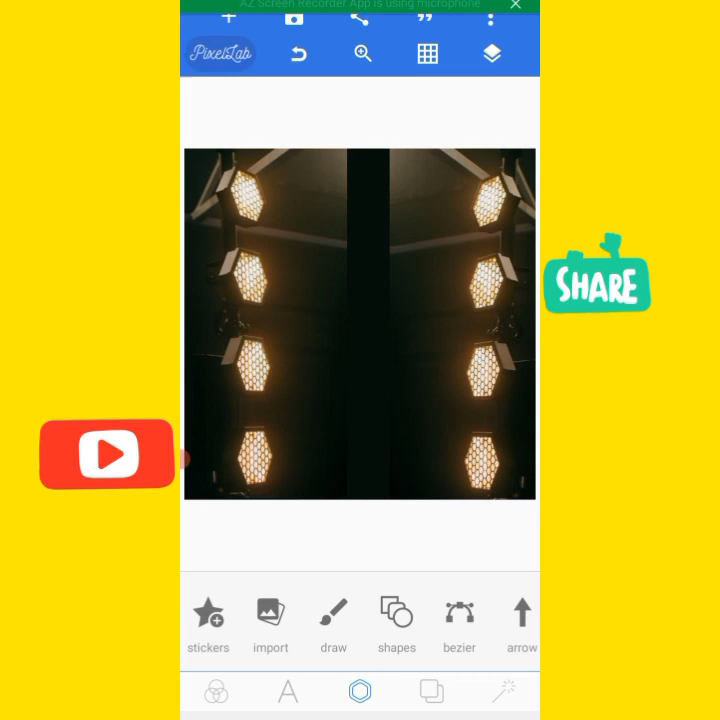 AZ Screen Recorder App is using microphone
PixelLab
SHARE
stickers
import
draw
shapes
bezier
arrow